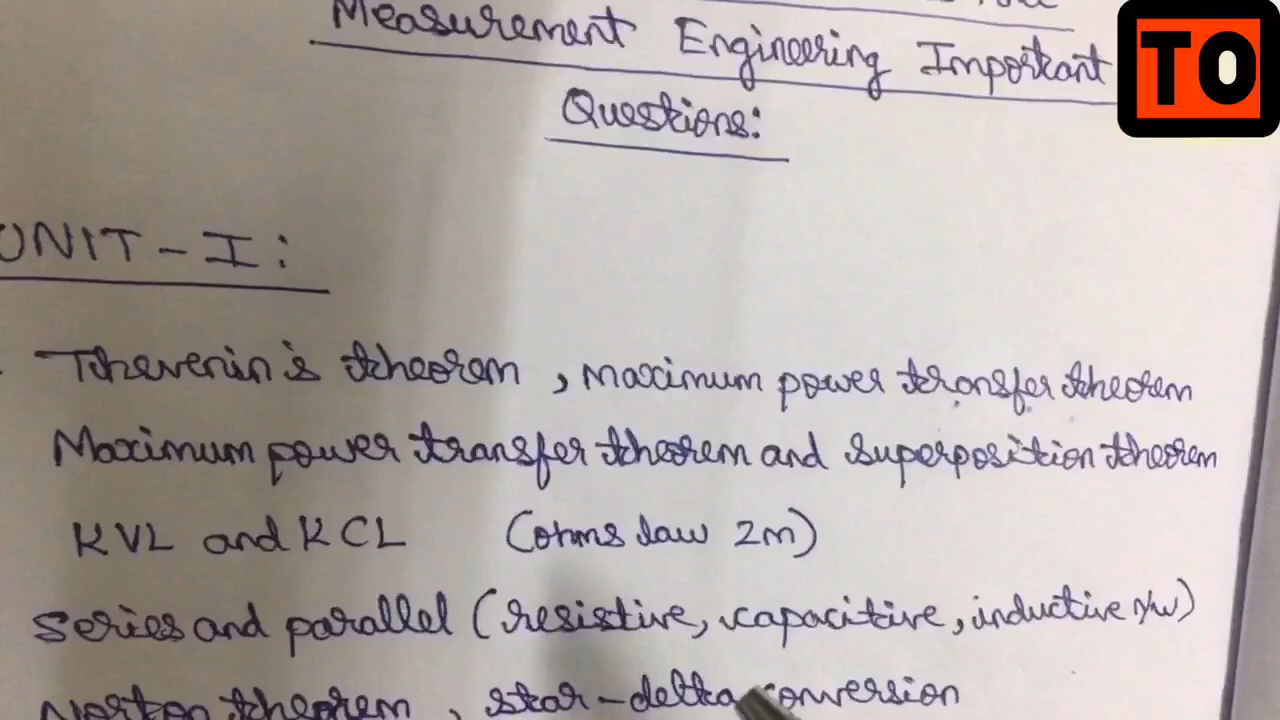 Measurement Engineering Important
Questions:
TO
UNIT - I:
Thevenin's theorem, maximum power transfer theorem
Maximum power transfer theorem and superposition theorem
KVL and KCL (ohms law 2m)
series and parallel (resistive, capacitive, inductive n/w)
Norton theorem, star-delta conversion